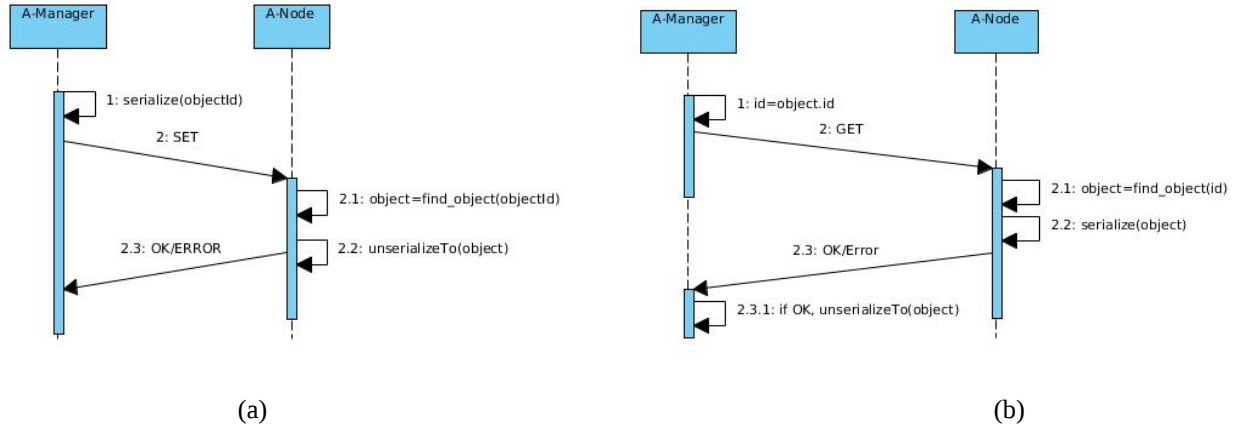 A-Manager
A-Node
1: serialize(objectId)
2: SET
2.1: object=find_object(objectId)
2.2: unserializeTo(object)
2.3: OK/ERROR
(a)
A-Manager
A-Node
1: id=object.id
2: GET
2.1: object=find_object(id)
2.2: serialize(object)
2.3: OK/Error
2.3.1: if OK, unserializeTo(object)
(b)